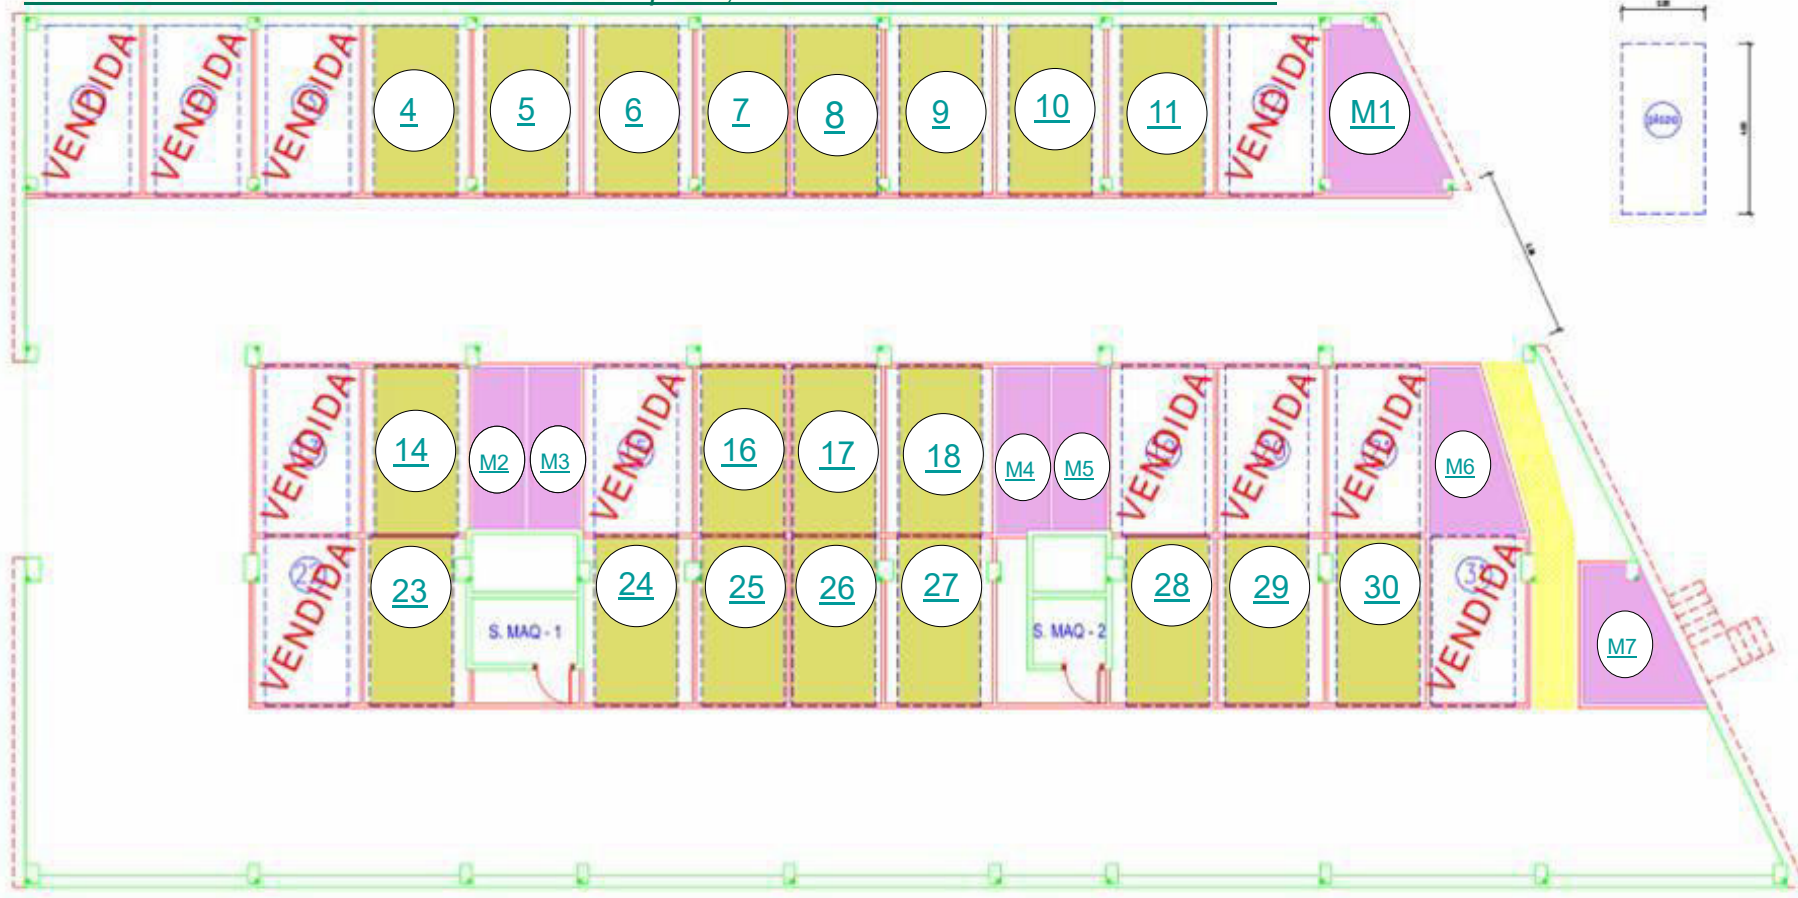 VENDIDA
VENDIDA
VENDIDA
4
5
6
7
8
9
10
11
VENDIDA
M1
plaza
VENDIDA
14
M2
M3
VENDIDA
16
17
18
M4
M5
VENDIDA
VENDIDA
VENDIDA
M6
VENDIDA
23
S. MAQ - 1
24
25
26
27
S. MAQ - 2
28
29
30
VENDIDA
M7